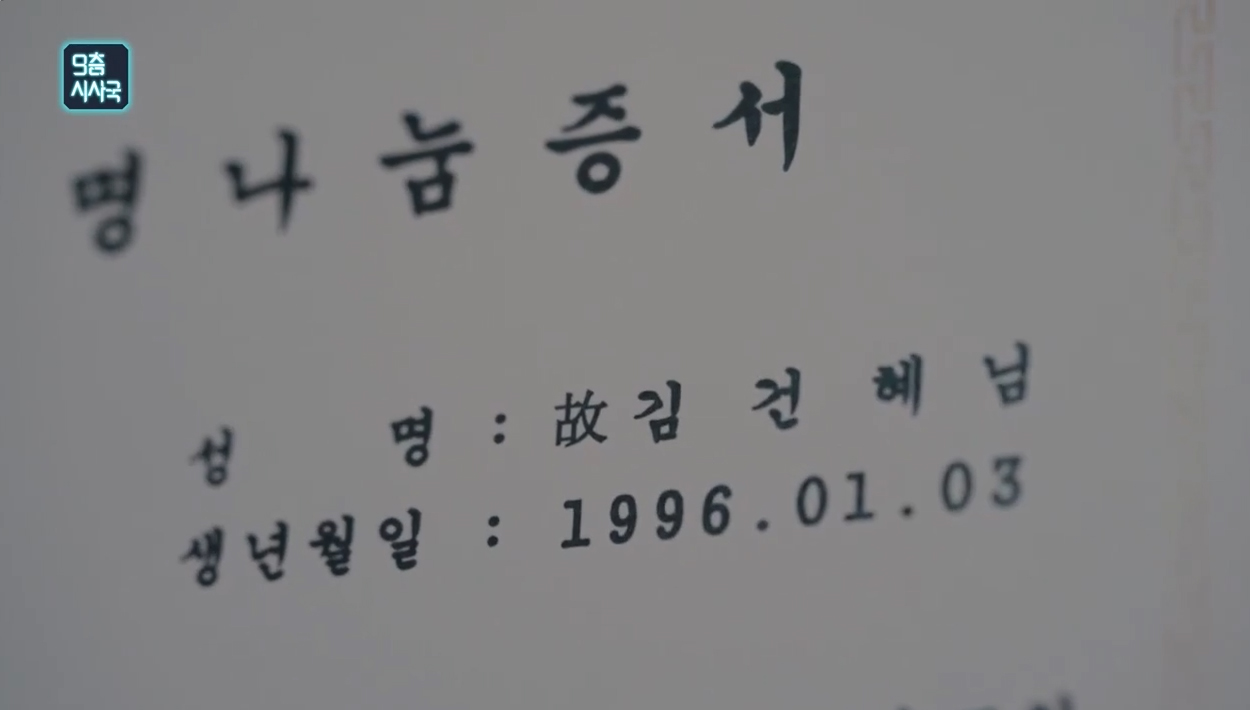 9층
시사국
명 나 눔 증 서
성 명 : 故 김 건 혜 님
생년월일 : 1996.01.03